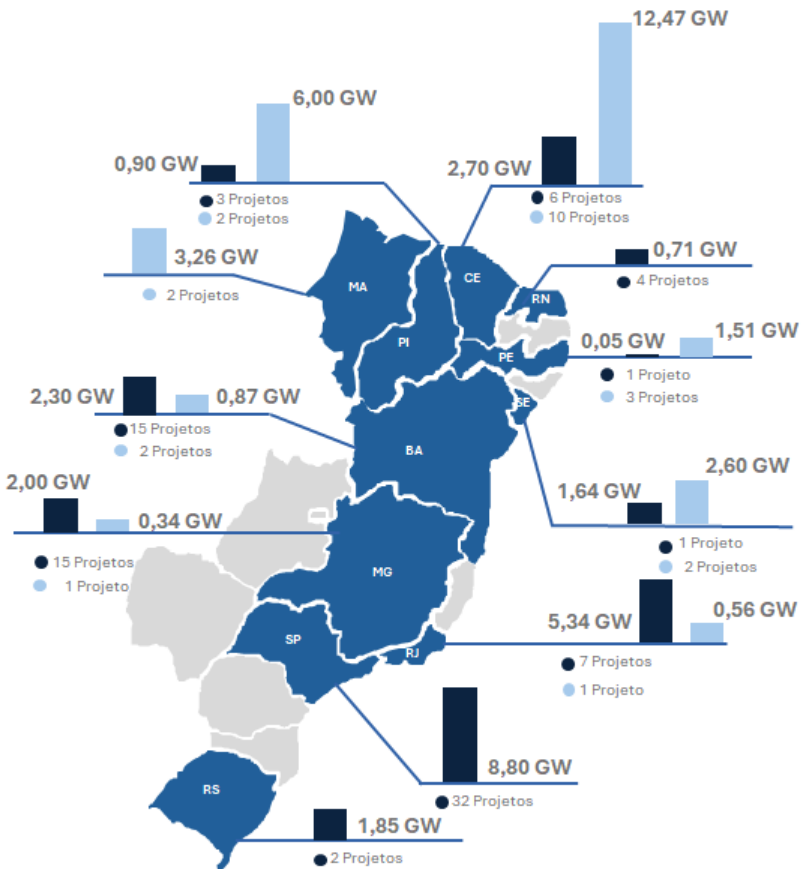 12,47 GW
6,00 GW
0,90 GW
2,70 GW
3 Projetos
2 Projetos
6 Projetos
10 Projetos
3,26 GW
2 Projetos
0,71 GW
4 Projetos
MA
CE
RN
PI
PE
0,05 GW
1,51 GW
1 Projeto
3 Projetos
2,30 GW
0,87 GW
15 Projetos
2 Projetos
SE
BA
2,00 GW
0,34 GW
15 Projetos
1 Projeto
1,64 GW
2,60 GW
1 Projeto
2 Projetos
MG
5,34 GW
0,56 GW
7 Projetos
1 Projeto
SP
RJ
8,80 GW
32 Projetos
RS
1,85 GW
2 Projetos